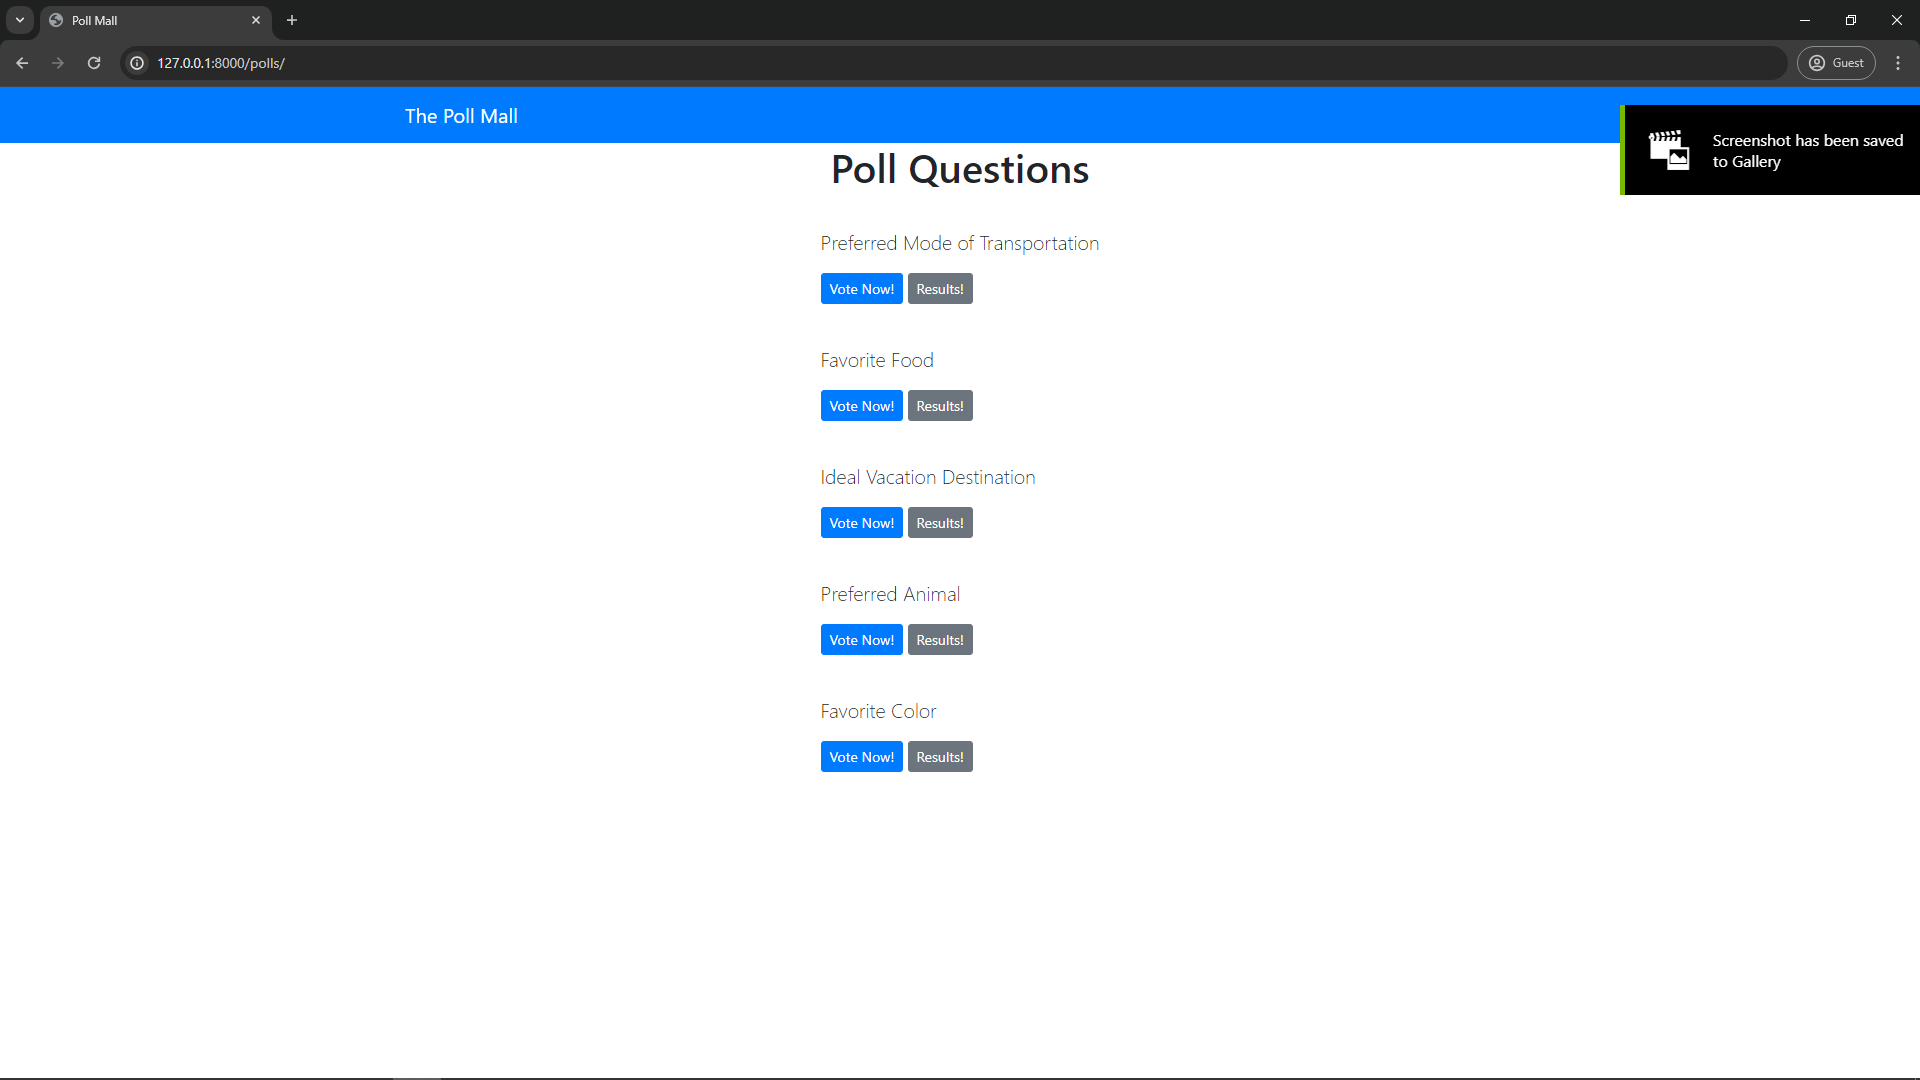 Poll Mall
127.0.0.1:8000/polls/
Guest
The Poll Mall
Screenshot has been saved
to Gallery
Poll Questions
Preferred Mode of Transportation
Vote Now! Results!
Favorite Food
Vote Now! Results!
Ideal Vacation Destination
Vote Now! Results!
Preferred Animal
Vote Now! Results!
Favorite Color
Vote Now! Results!